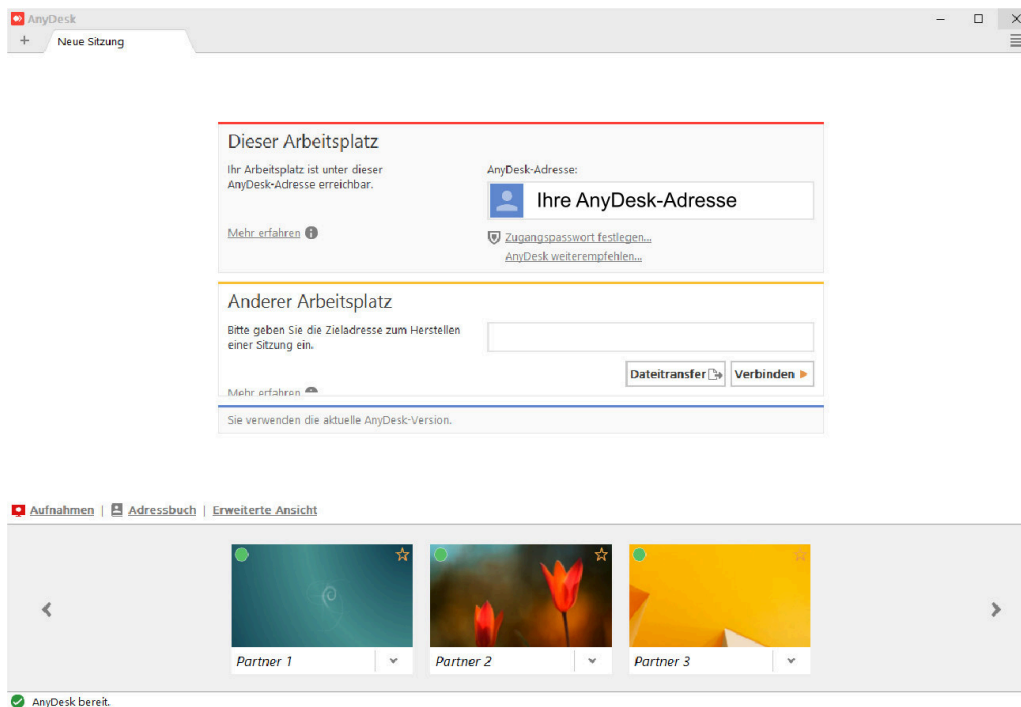 AnyDesk
Neue Sitzung
Dieser Arbeitsplatz
Ihr Arbeitsplatz ist unter dieser
AnyDesk-Adresse erreichbar.
Mehr erfahren
AnyDesk-Adresse:
Ihre AnyDesk-Adresse
Zugangspasswort festlegen...
AnyDesk weiterempfehlen...
Anderer Arbeitsplatz
Bitte geben Sie die Zieladresse zum Herstellen
einer Sitzung ein.
Dateitransfer Verbinden
Mehr erfahren
Sie verwenden die aktuelle AnyDesk-Version.
Aufnahmen | Adressbuch | Erweiterte Ansicht
Partner 1 Partner 2 Partner 3
AnyDesk bereit.